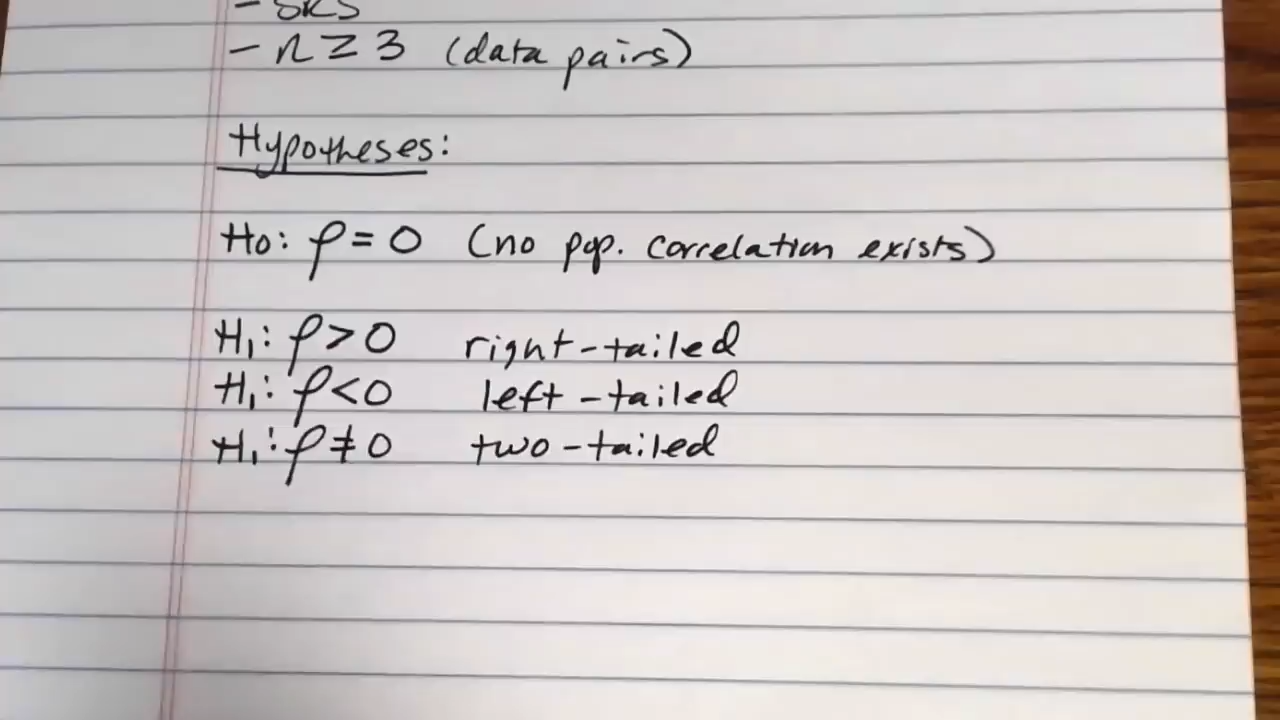 - SRS
- n ≥ 3 (data pairs)
Hypotheses:
H0: ρ = 0 (no pop. correlation exists)
H1: ρ > 0 right-tailed
H1: ρ < 0 left-tailed
H1: ρ ≠ 0 two-tailed